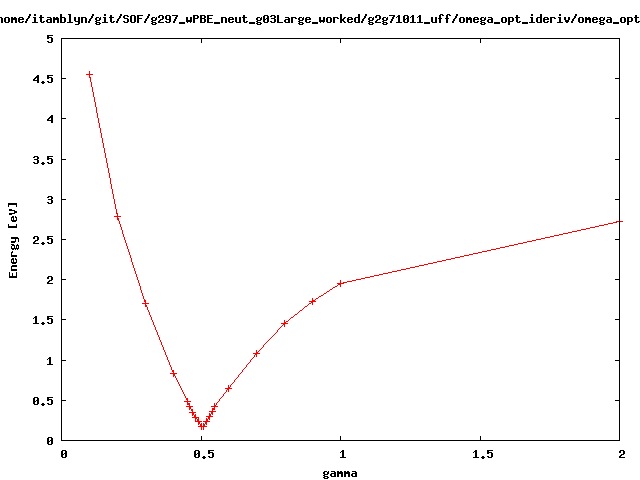 home/itamblyn/git/SOF/g297_wPBE_neut_g03Large_worked/g2g71011_uff/omega_opt_ideriv/omega_opt
5
4.5
4
3.5
3
2.5
2
1.5
1
0.5
0
Energy [eV]
0 0.5 1 1.5 2
gamma